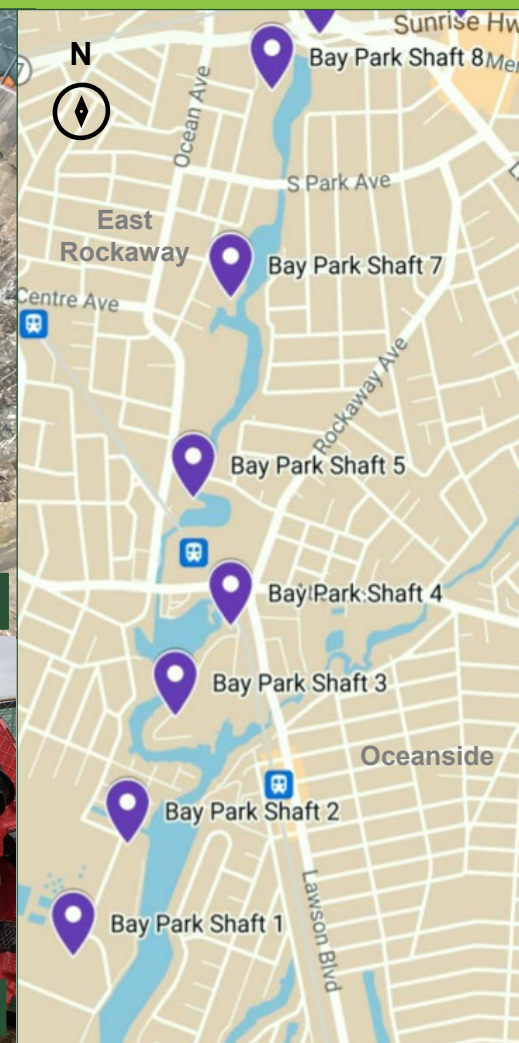 Sunrise Hw
N
Bay Park Shaft 8
Mer
Ocean Ave
S Park Ave
East
Rockaway
Bay Park Shaft 7
Centre Ave
Rockaway Ave
Bay Park Shaft 5
Bay Park Shaft 4
Bay Park Shaft 3
Oceanside
Bay Park Shaft 2
Bay Park Shaft 1
Lawson Blvd